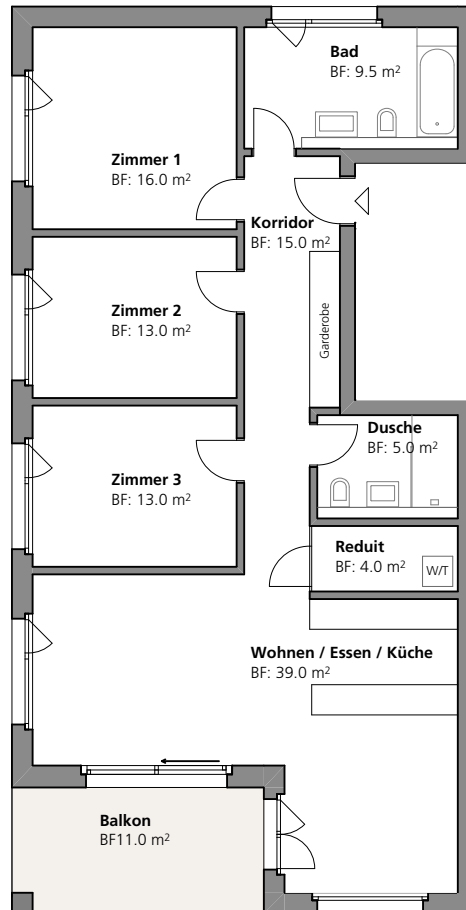 Bad
BF: 9.5 m²
Zimmer 1
BF: 16.0 m²
Korridor
BF: 15.0 m²
Zimmer 2
BF: 13.0 m²
Garderobe
Dusche
BF: 5.0 m²
Zimmer 3
BF: 13.0 m²
Reduit
BF: 4.0 m²
W/T
Wohnen / Essen / Küche
BF: 39.0 m²
Balkon
BF11.0 m²